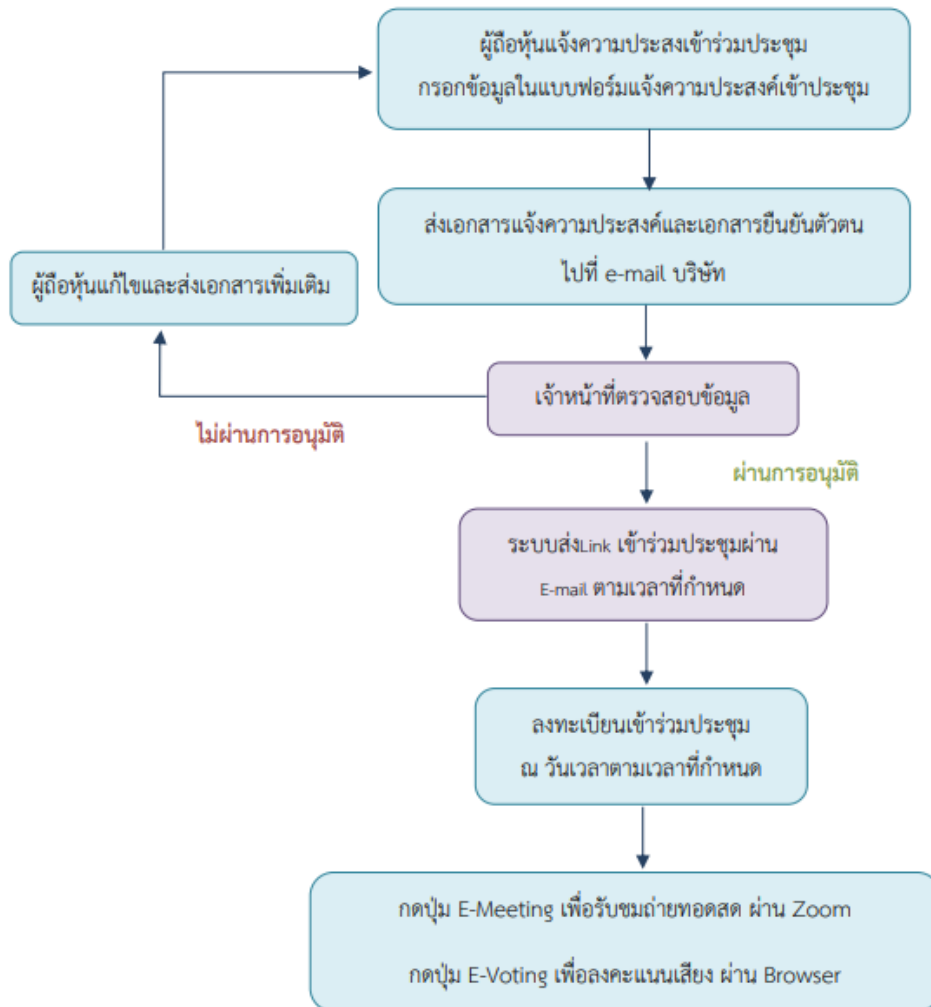 ผู้ถือหุ้นแจ้งความประสงเข้าร่วมประชุม
กรอกข้อมูลในแบบฟอร์มแจ้งความประสงค์เข้าประชุม
ส่งเอกสารแจ้งความประสงค์และเอกสารยืนยันตัวตน
ไปที่ e-mail บริษัท
ผู้ถือหุ้นแก้ไขและส่งเอกสารเพิ่มเติม
เจ้าหน้าที่ตรวจสอบข้อมูล
ไม่ผ่านการอนุมัติ
ผ่านการอนุมัติ
ระบบส่งLink เข้าร่วมประชุมผ่าน
E-mail ตามเวลาที่กำหนด
ลงทะเบียนเข้าร่วมประชุม
ณ วันเวลาตามเวลาที่กำหนด
กดปุ่ม E-Meeting เพื่อรับชมถ่ายทอดสด ผ่าน Zoom
กดปุ่ม E-Voting เพื่อลงคะแนนเสียง ผ่าน Browser